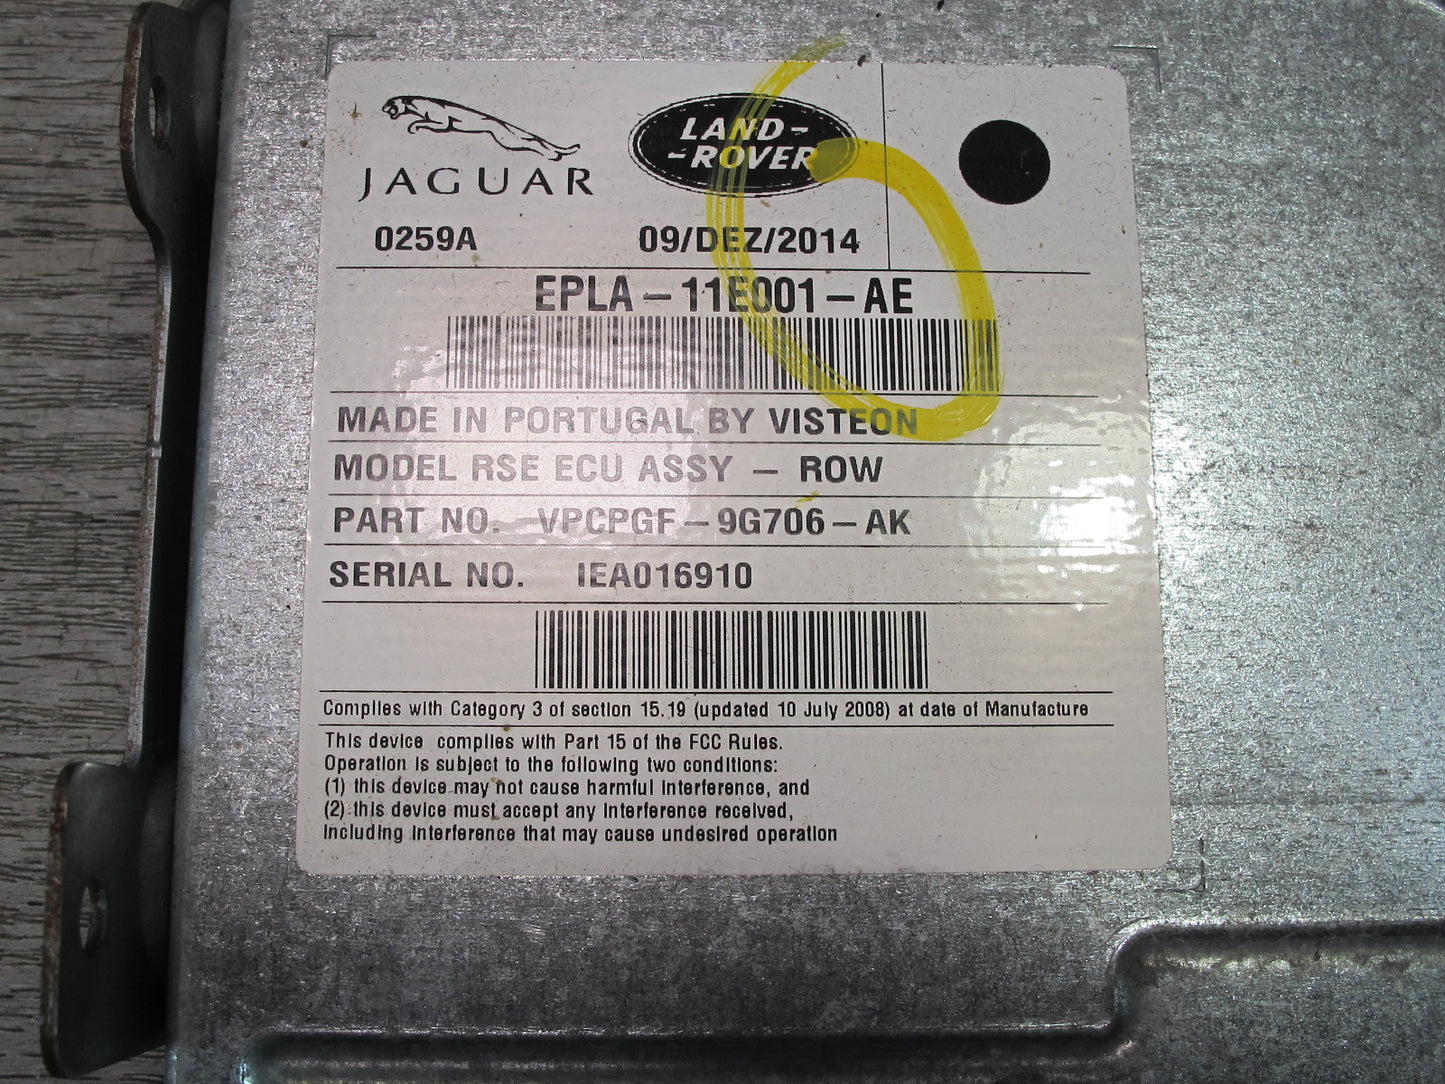 JAGUAR
LAND-
-ROVER
0259A 09/DEZ/2014
EPLA-11E001-AE
MADE IN PORTUGAL BY VISTEON
MODEL RSE ECU ASSY - ROW
PART NO. VPCPGF-9G706-AK
SERIAL NO. IEA016910
Complies with Category 3 of section 15.19 (updated 10 July 2008) at date of Manufacture
This device complies with Part 15 of the FCC Rules.
Operation is subject to the following two conditions:
(1) this device may not cause harmful Interference, and
(2) this device must accept any Interference received,
including Interference that may cause undesired operation